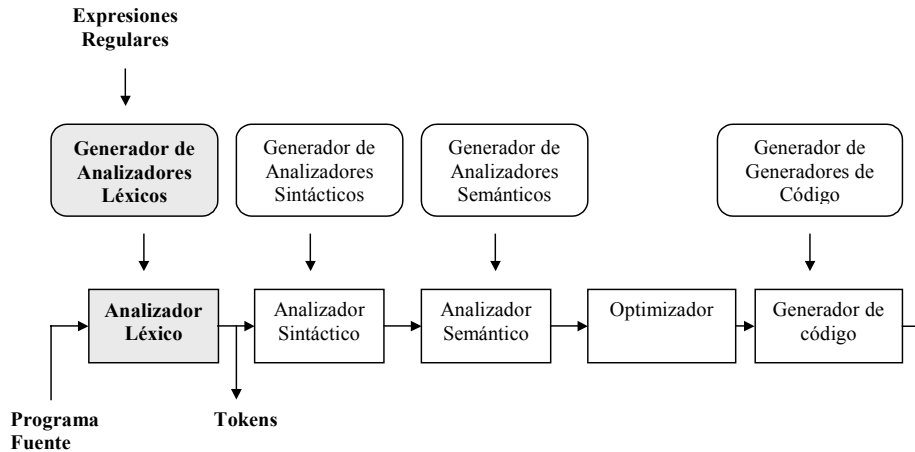 Expresiones
Regulares
Generador de
Analizadores
Léxicos
Generador de
Analizadores
Sintácticos
Generador de
Analizadores
Semánticos
Generador de
Generadores de
Código
Analizador
Léxico
Analizador
Sintáctico
Analizador
Semántico
Optimizador
Generador de
código
Programa
Fuente
Tokens